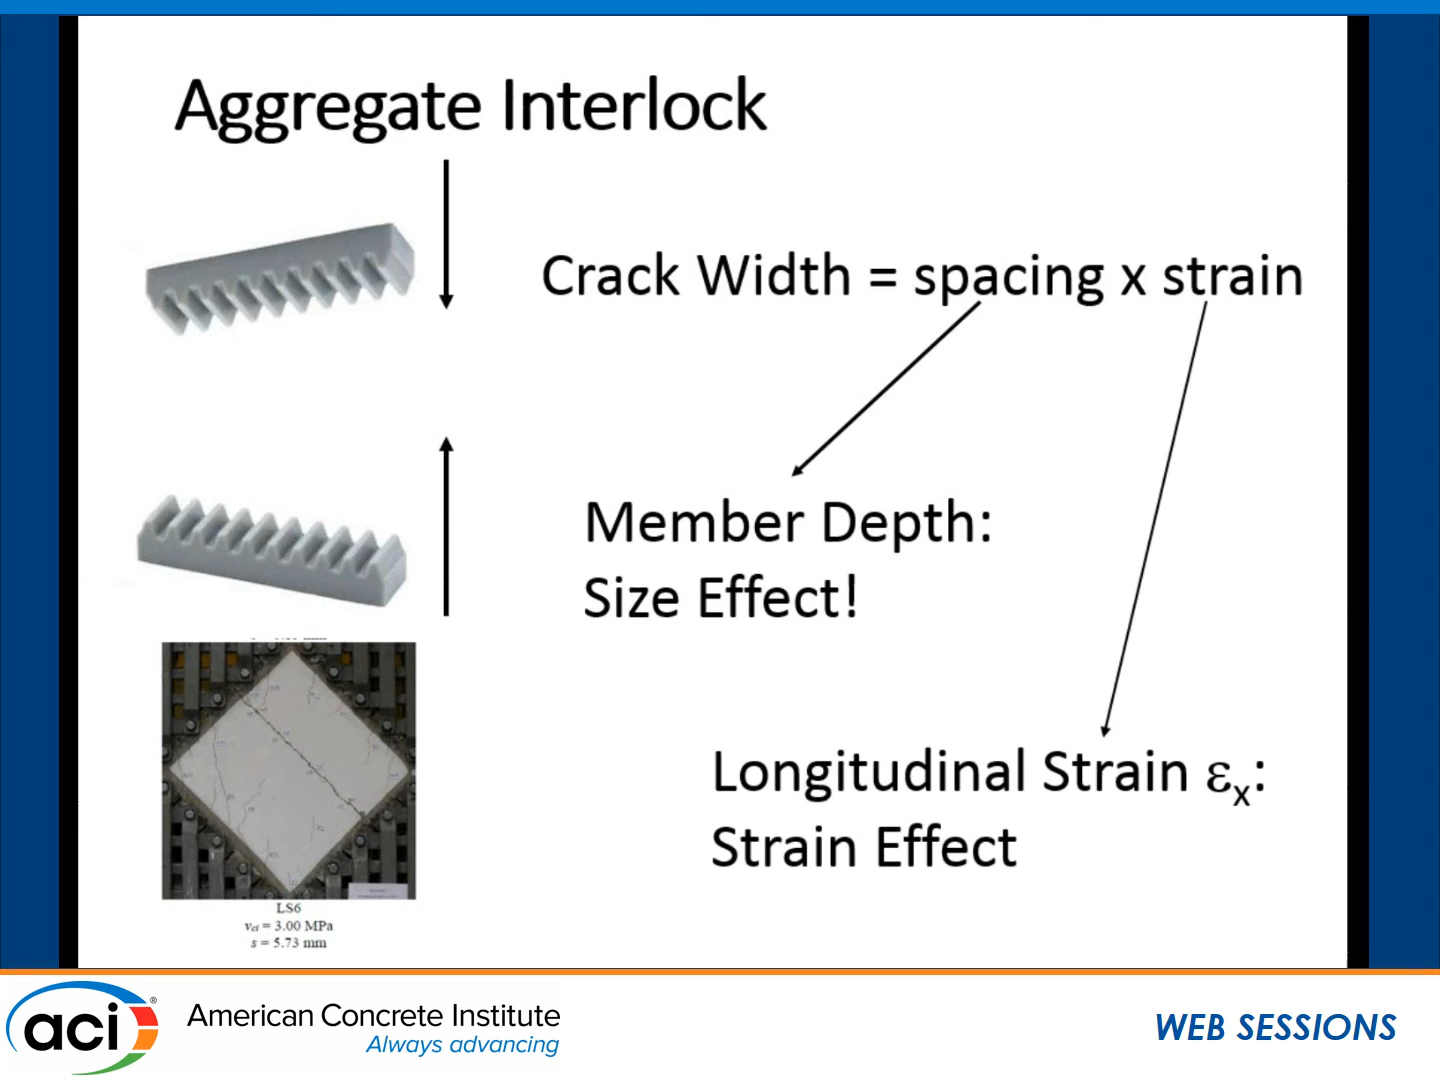 Aggregate Interlock
Crack Width = spacing x strain
Member Depth:
Size Effect!
Longitudinal Strain εx:
Strain Effect
LS6
vci = 3.00 MPa
s = 5.73 mm
aci®
American Concrete Institute
Always advancing
WEB SESSIONS